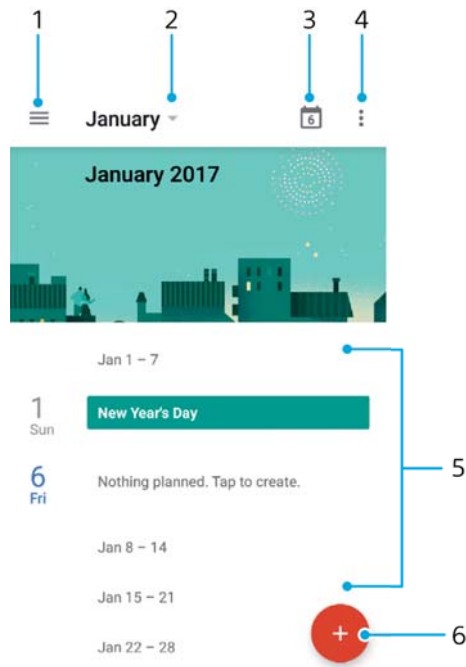 1 2 3 4
January
6
January 2017
Jan 1 – 7
1
Sun
New Year's Day
5
6
Fri
Nothing planned. Tap to create.
Jan 8 – 14
Jan 15 – 21
6
Jan 22 – 28